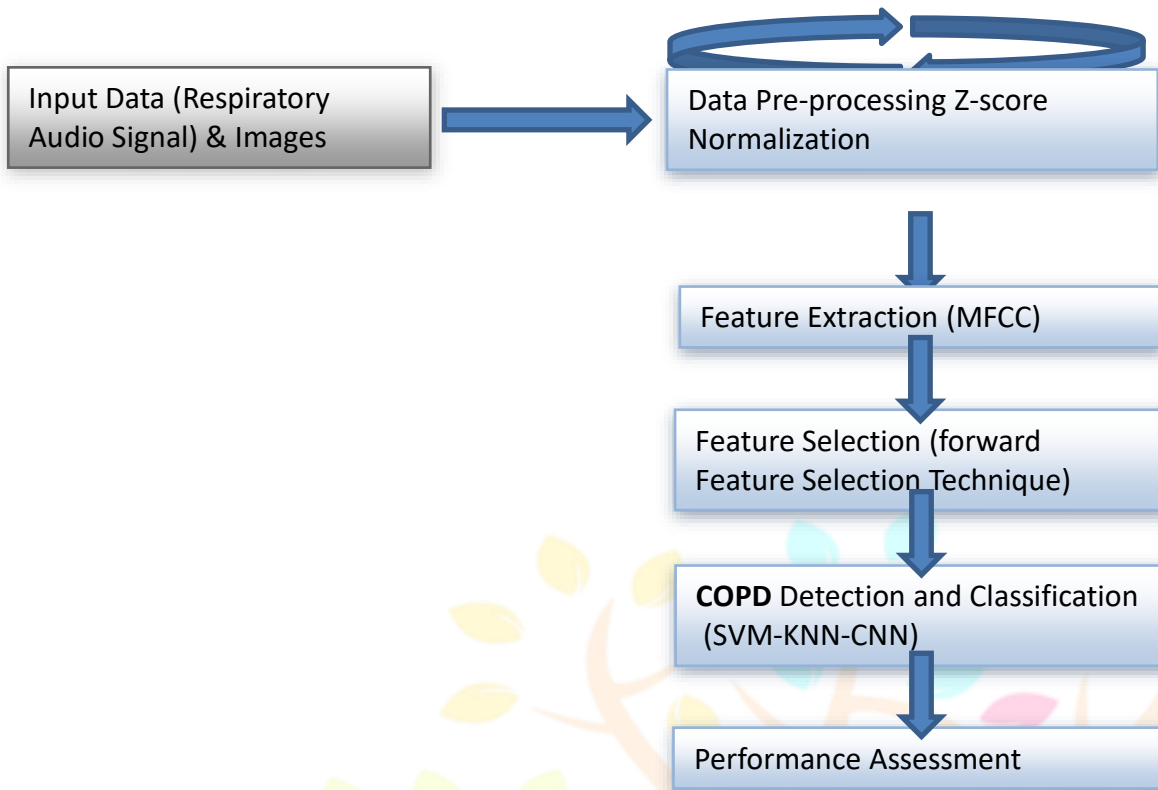 Input Data (Respiratory
Audio Signal) & Images
Data Pre-processing Z-score
Normalization
Feature Extraction (MFCC)
Feature Selection (forward
Feature Selection Technique)
COPD Detection and Classification
(SVM-KNN-CNN)
Performance Assessment